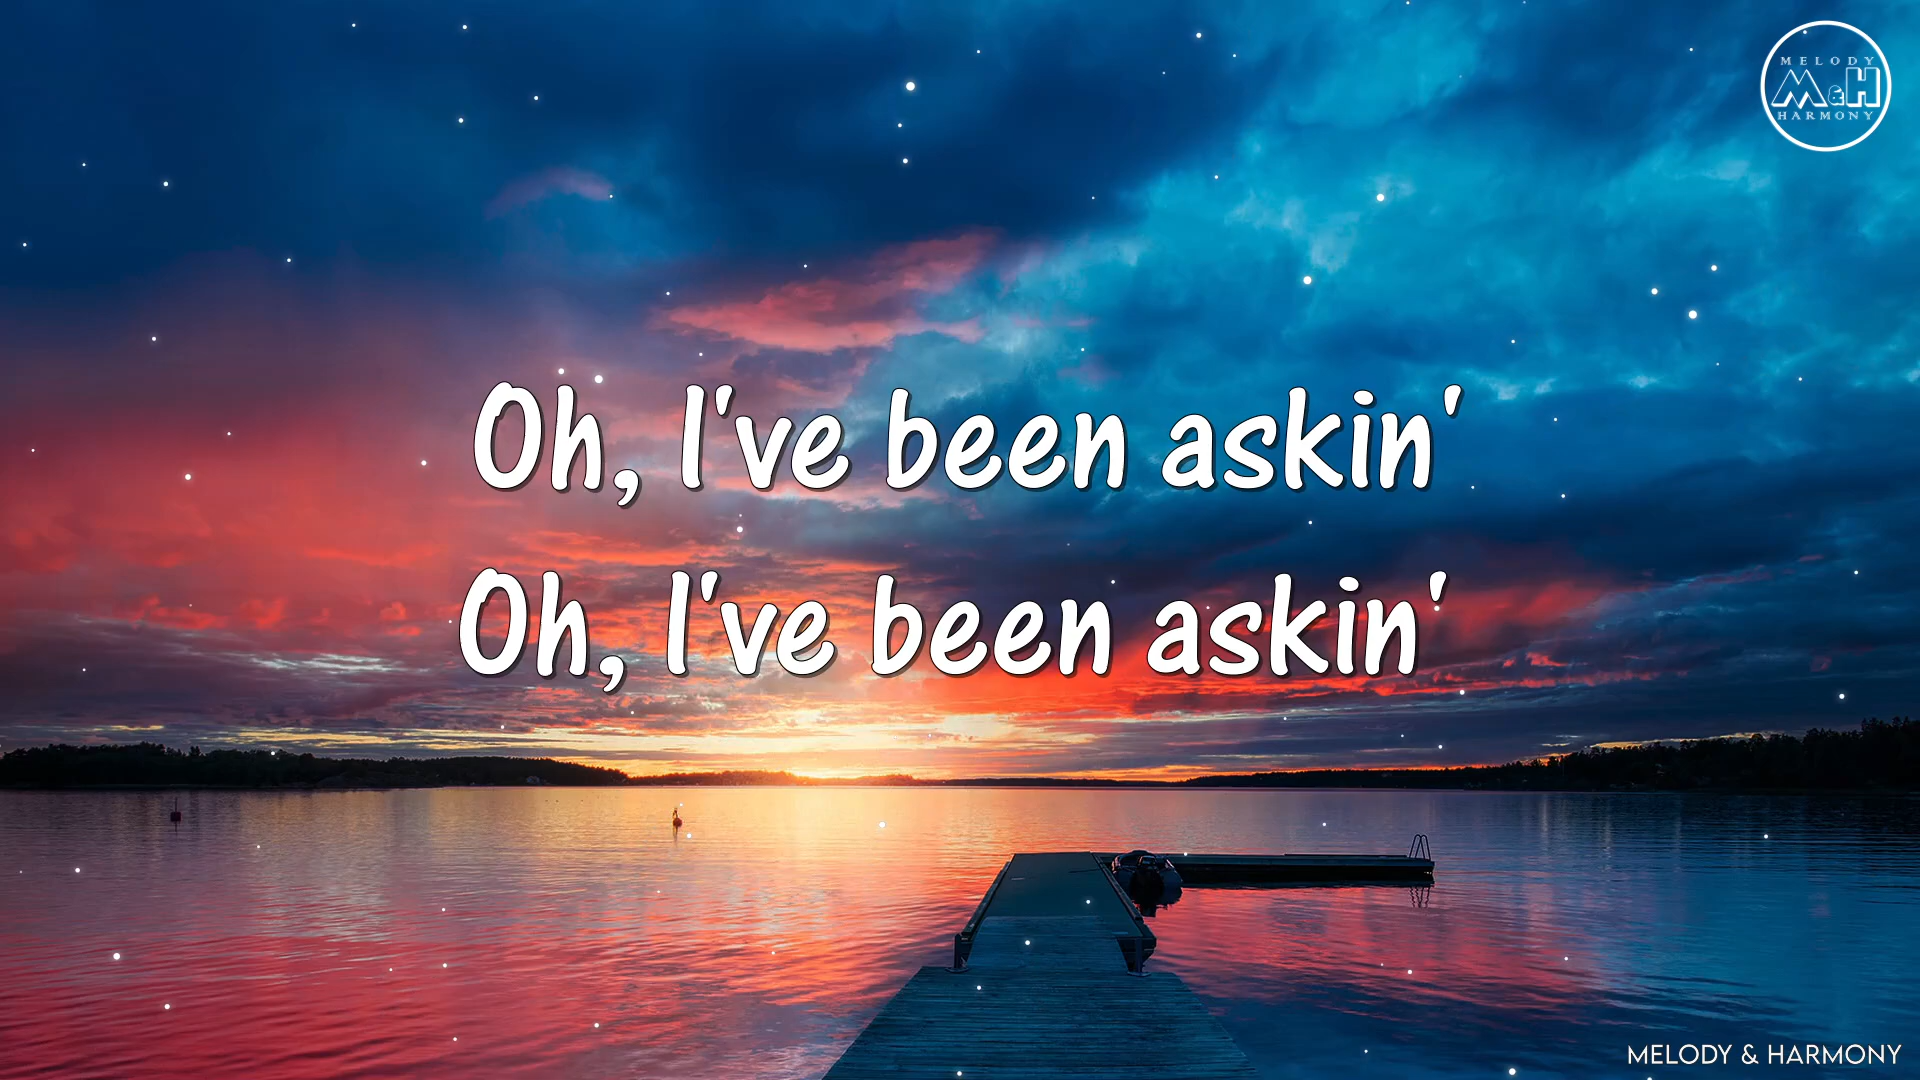 MELODY
M&H
HARMONY
Oh, I've been askin'
Oh, I've been askin'
MELODY & HARMONY